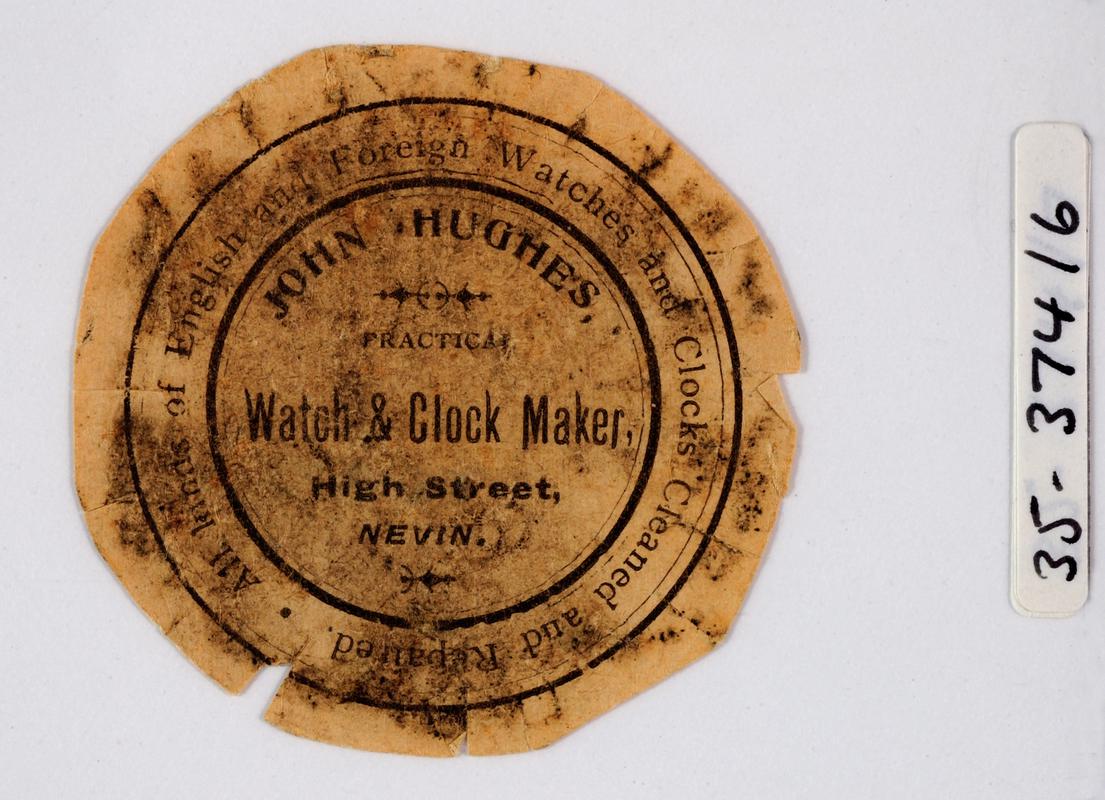 All kinds of English and Foreign Watches and Clocks Cleaned aud Repaired.
JOHN HUGHES,
PRACTICAL
Watch & Clock Maker,
High Street,
NEVIN.
35-374/6